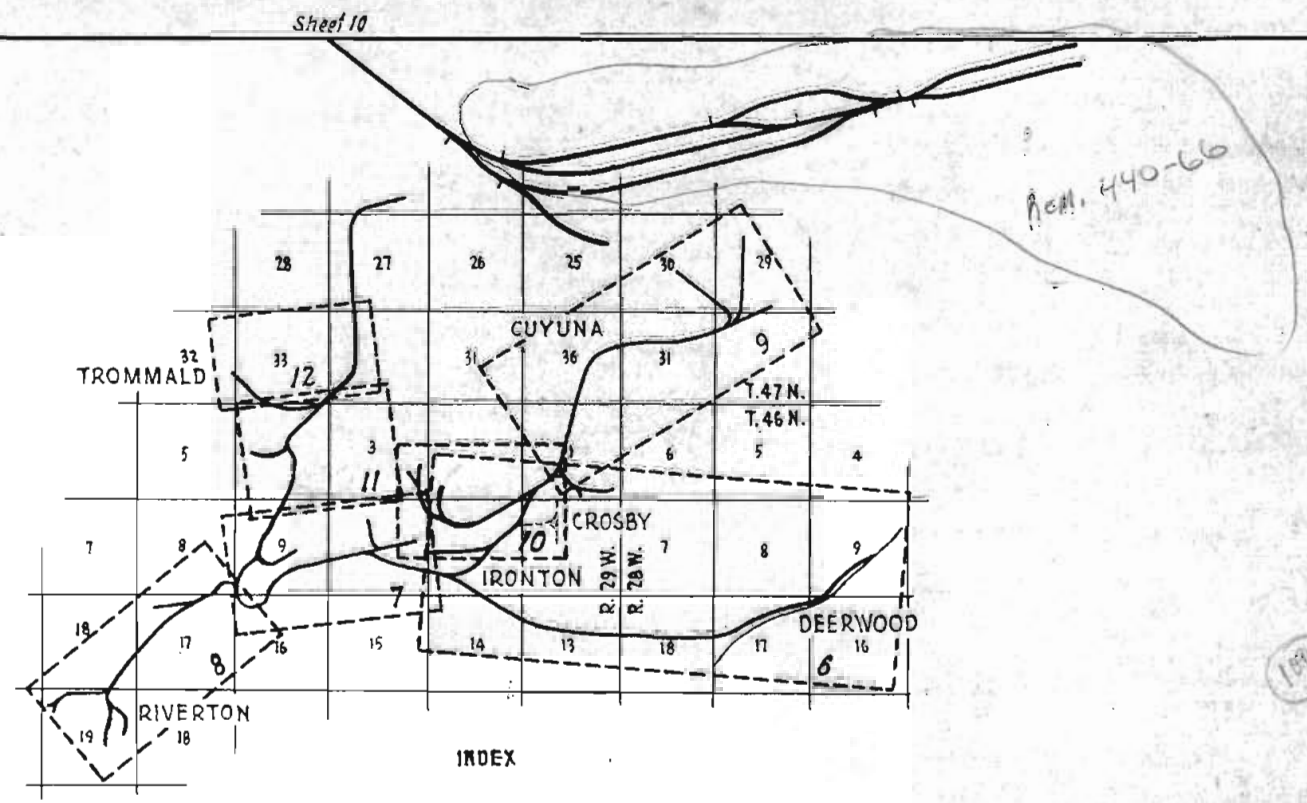 Sheet 10
Rem. 440-66
28 27 26 25 30 29
CUYUNA
32 33 31 36 31 9
TROMMALD 12
T. 47 N.
T. 46 N.
5 3 6 5 4
11
CROSBY
7 8 9 10 7 8 9
IRONTON
R. 29 W.
R. 28 W.
7
DEERWOOD
18 17 16 15 14 13 18 17 16
8 6
RIVERTON
19 18
INDEX